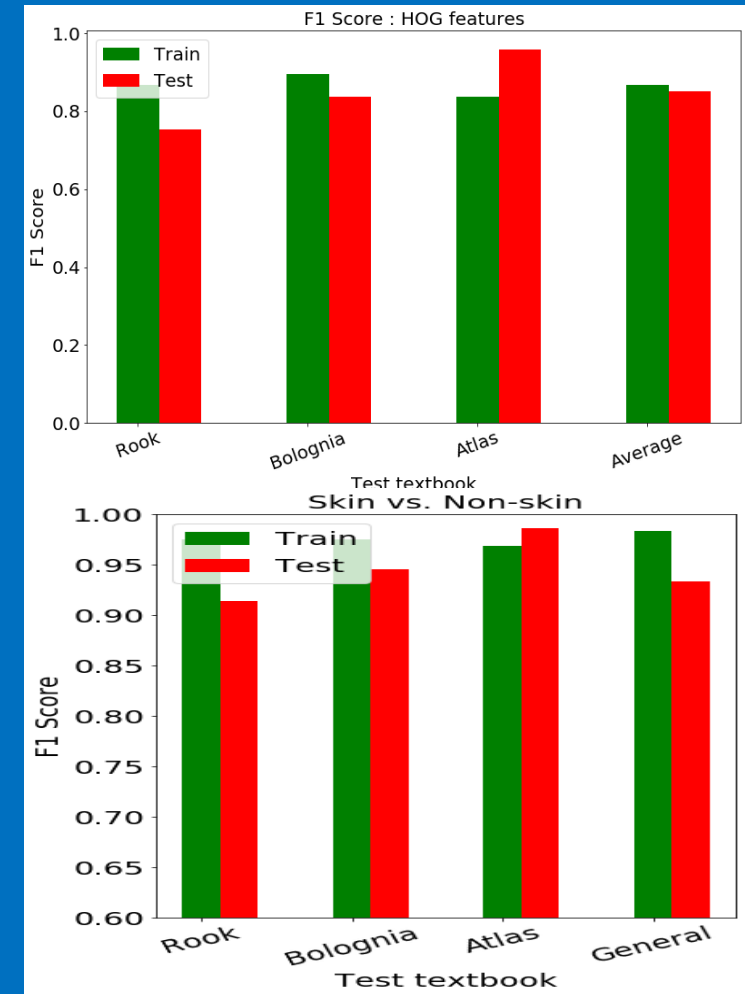 F1 Score : HOG features
1.0
0.8
0.6
0.4
0.2
0.0
F1 Score
Train
Test
Rook
Bolognia
Atlas
Average
Test textbook
Skin vs. Non-skin
1.00
0.95
0.90
0.85
0.80
0.75
0.70
0.65
0.60
F1 Score
Train
Test
Rook
Bolognia
Atlas
General
Test textbook